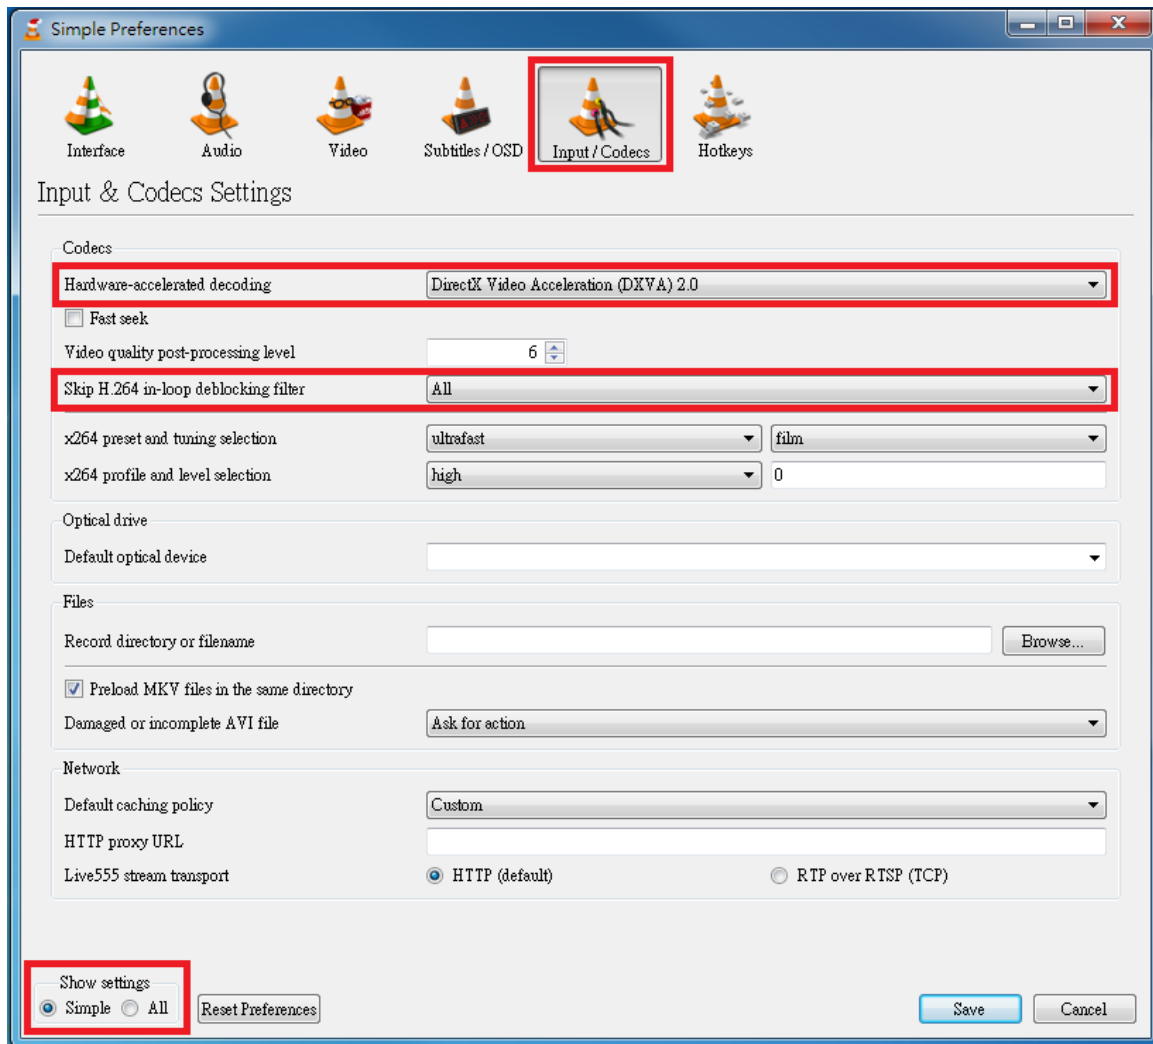 Simple Preferences
Interface Audio Video Subtitles / OSD Input / Codecs Hotkeys
Input & Codecs Settings
Codecs
Hardware-accelerated decoding DirectX Video Acceleration (DXVA) 2.0
Fast seek
Video quality post-processing level 6
Skip H.264 in-loop deblocking filter All
x264 preset and tuning selection ultrafast film
x264 profile and level selection high 0
Optical drive
Default optical device
Files
Record directory or filename Browse...
Preload MKV files in the same directory
Damaged or incomplete AVI file Ask for action
Network
Default caching policy Custom
HTTP proxy URL
Live555 stream transport HTTP (default) RTP over RTSP (TCP)
Show settings
Simple All Reset Preferences Save Cancel